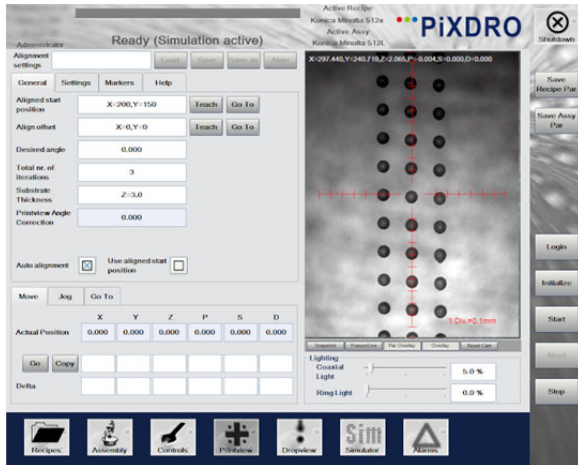 Active Recipe
Konica Minolta 512x
Active Assy
Konica Minolta 512L
PiXDRO
Shutdown
Administrator
Ready (Simulation active)
Alignment settings
Load
Save
Save as
Align
General
Settings
Markers
Help
Aligned start position
X=200,Y=150
Teach
Go To
Align offset
X=0,Y=0
Teach
Go To
Desired angle
0.000
Total nr. of iterations
3
Substrate Thickness
Z=3.0
Printview Angle Correction
0.000
Auto alignment
Use aligned start position
Move
Jog
Go To
X Y Z P S D
Actual Position
0.000 0.000 0.000 0.000 0.000 0.000
Go
Copy
Delta
X=297.440,Y=240.719,Z=2.065,P=-0.004,S=0.000,D=0.000
1 Div.=0.1mm
Snapshot
Par Overlay
Overlay
Reset Cam
Lighting
Coaxial Light
5.0 %
Ring Light
0.0 %
Save Recipe Par
Save Assy Par
Login
Initialize
Start
Abort
Stop
Recipes
Assembly
Controls
Printview
Dropview
Sim
Simulator
Alarms